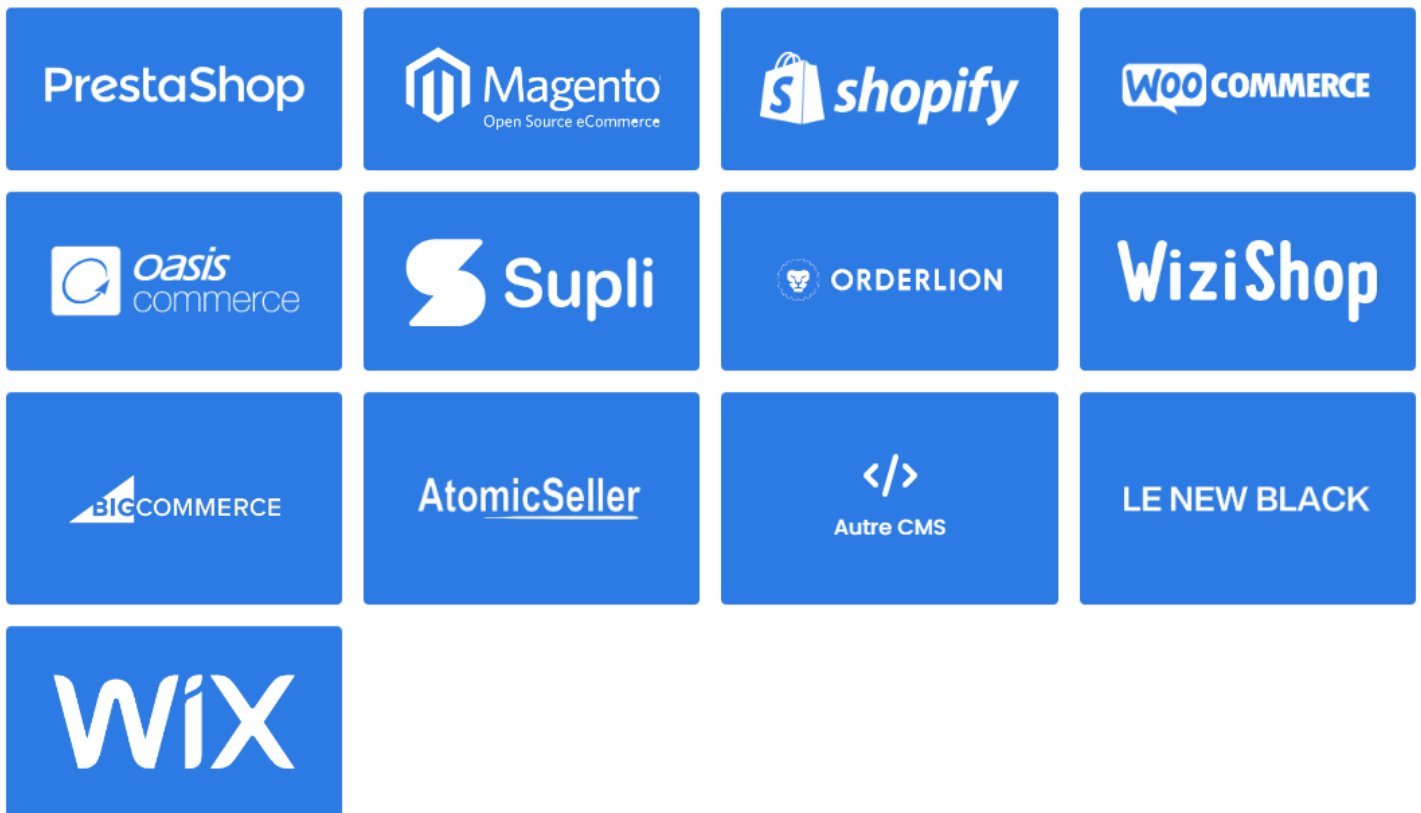 PrestaShop
Magento
Open Source eCommerce
S shopify
WOO COMMERCE
oasis
commerce
Supli
ORDERLION
WiziShop
BIGCOMMERCE
AtomicSeller
</>
Autre CMS
LE NEW BLACK
WiX